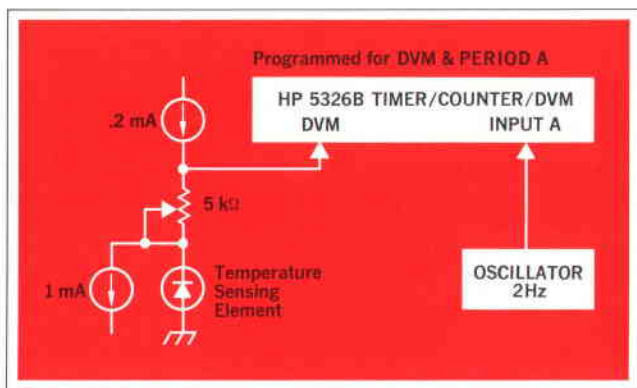 Programmed for DVM & PERIOD A
HP 5326B TIMER/COUNTER/DVM
DVM INPUT A
.2 mA
5 kΩ
1 mA
Temperature
Sensing
Element
OSCILLATOR
2Hz